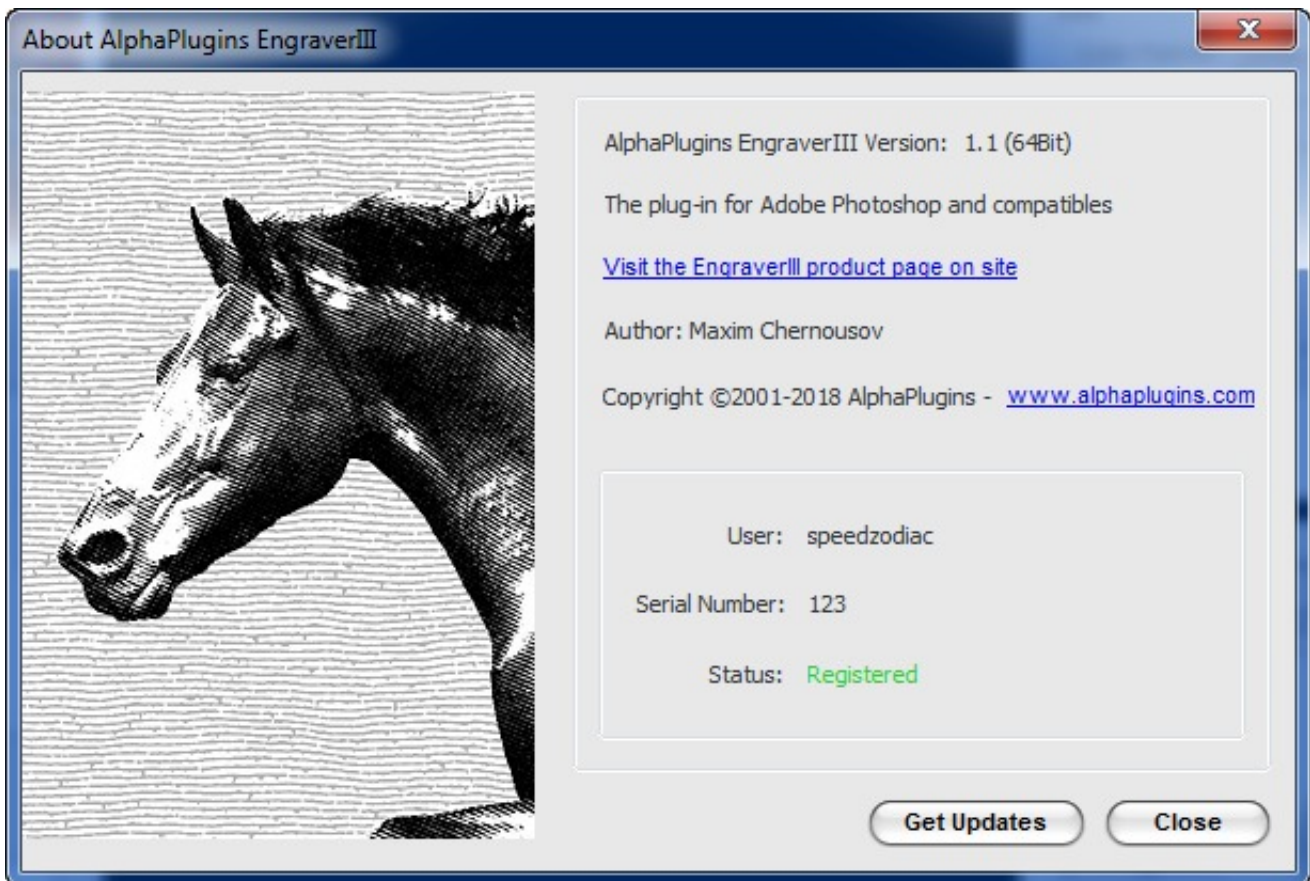 About AlphaPlugins EngraverIII
AlphaPlugins EngraverIII Version: 1.1 (64Bit)
The plug-in for Adobe Photoshop and compatibles
Visit the EngraverIII product page on site
Author: Maxim Chernousov
Copyright ©2001-2018 AlphaPlugins - www.alphaplugins.com
User: speedzodiac
Serial Number: 123
Status: Registered
Get Updates Close